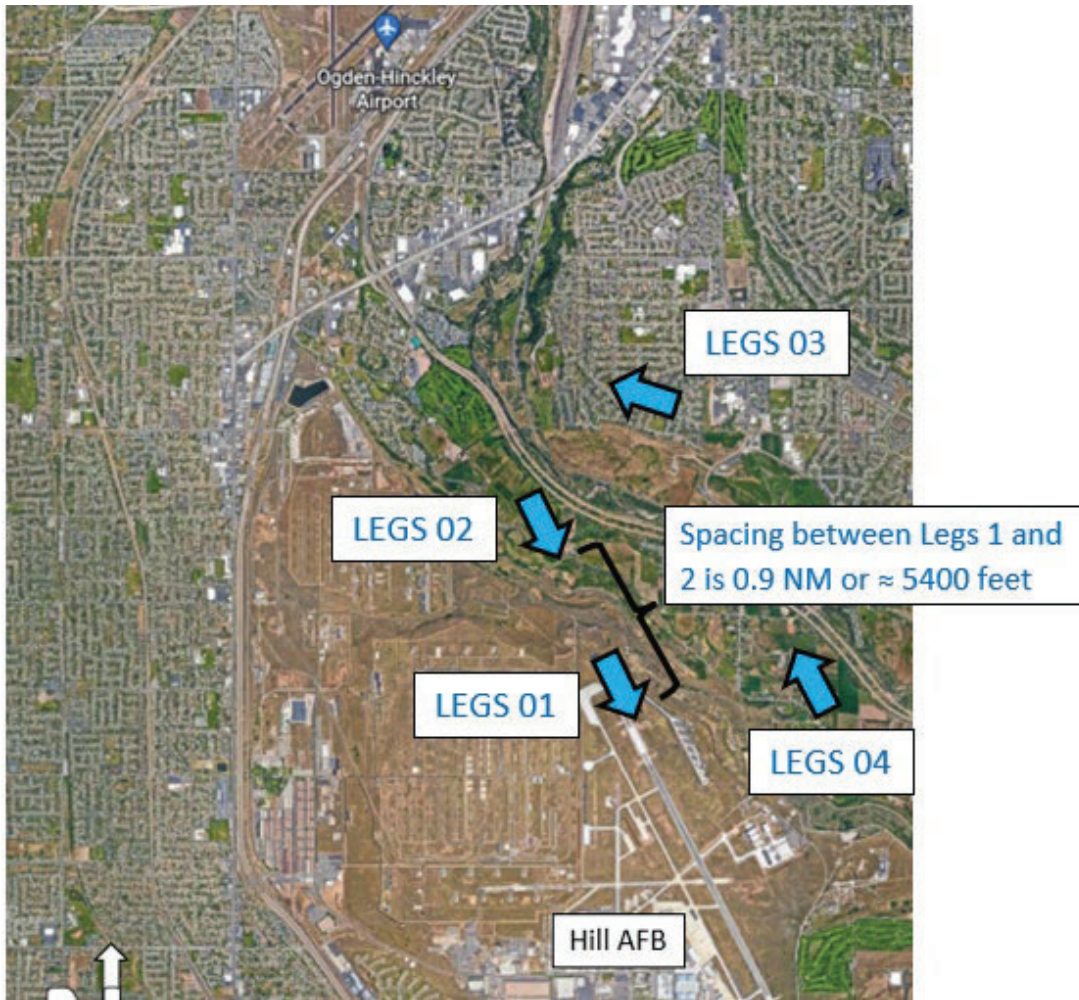 Ogden-Hinckley
Airport
LEGS 03
LEGS 02
Spacing between Legs 1 and
2 is 0.9 NM or ≈ 5400 feet
LEGS 01
LEGS 04
Hill AFB